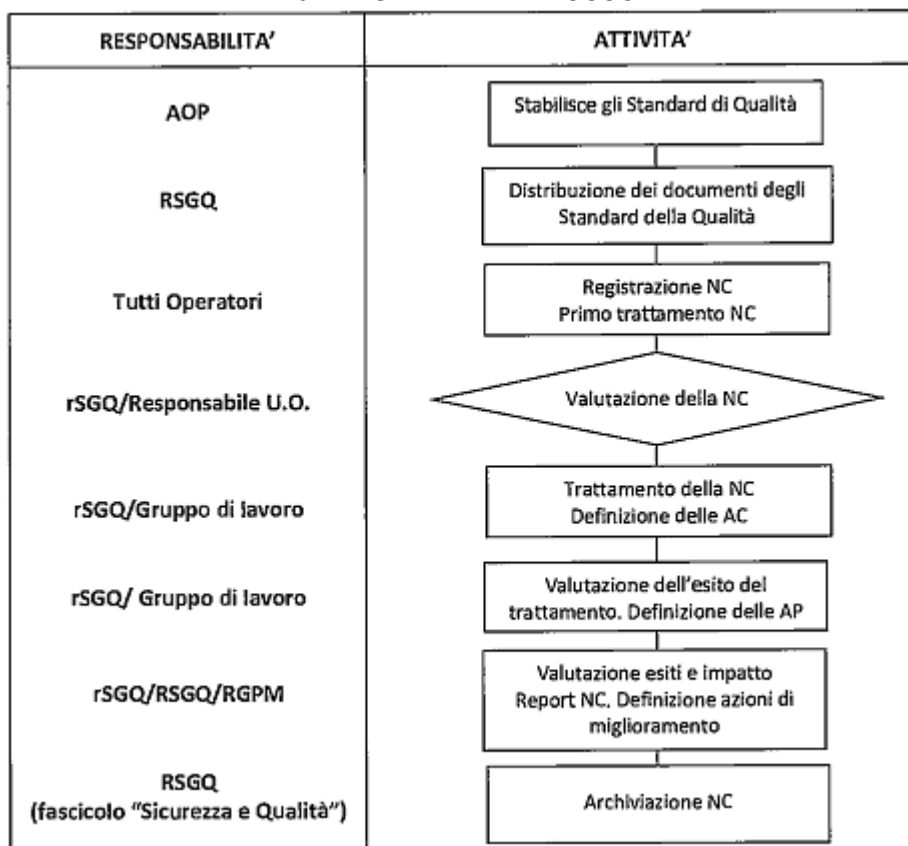 RESPONSABILITA’ ATTIVITA’
AOP
Stabilisce gli Standard di Qualità
RSGQ
Distribuzione dei documenti degli
Standard della Qualità
Tutti Operatori
Registrazione NC
Primo trattamento NC
rSGQ/Responsabile U.O.
Valutazione della NC
rSGQ/Gruppo di lavoro
Trattamento della NC
Definizione delle AC
rSGQ/ Gruppo di lavoro
Valutazione dell’esito del
trattamento. Definizione delle AP
rSGQ/RSGQ/RGPM
Valutazione esiti e impatto
Report NC. Definizione azioni di
miglioramento
RSGQ
(fascicolo “Sicurezza e Qualità”)
Archiviazione NC